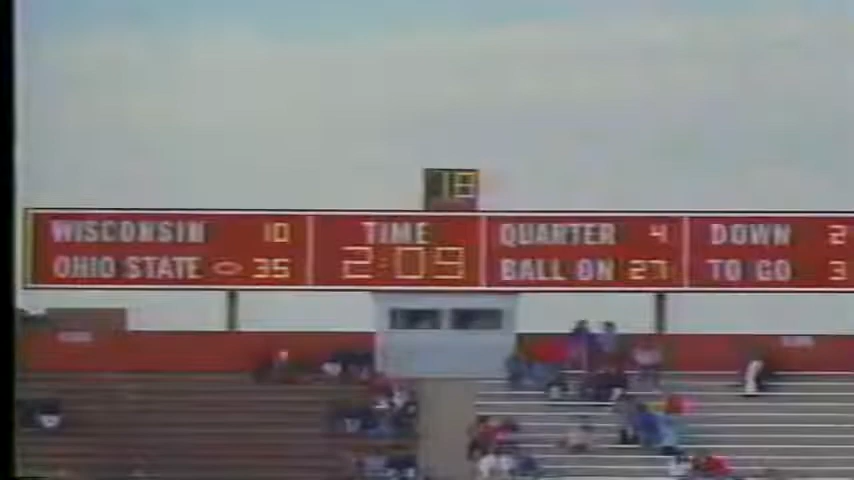 18
WISCONSIN 10 TIME QUARTER 4 DOWN 2
OHIO STATE 35 2:09 BALL ON 27 TO GO 3